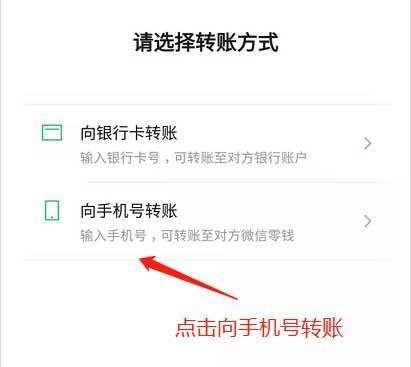 请选择转账方式
向银行卡转账
输入银行卡号，可转账至对方银行账户
向手机号转账
输入手机号，可转账至对方微信零钱
点击向手机号转账